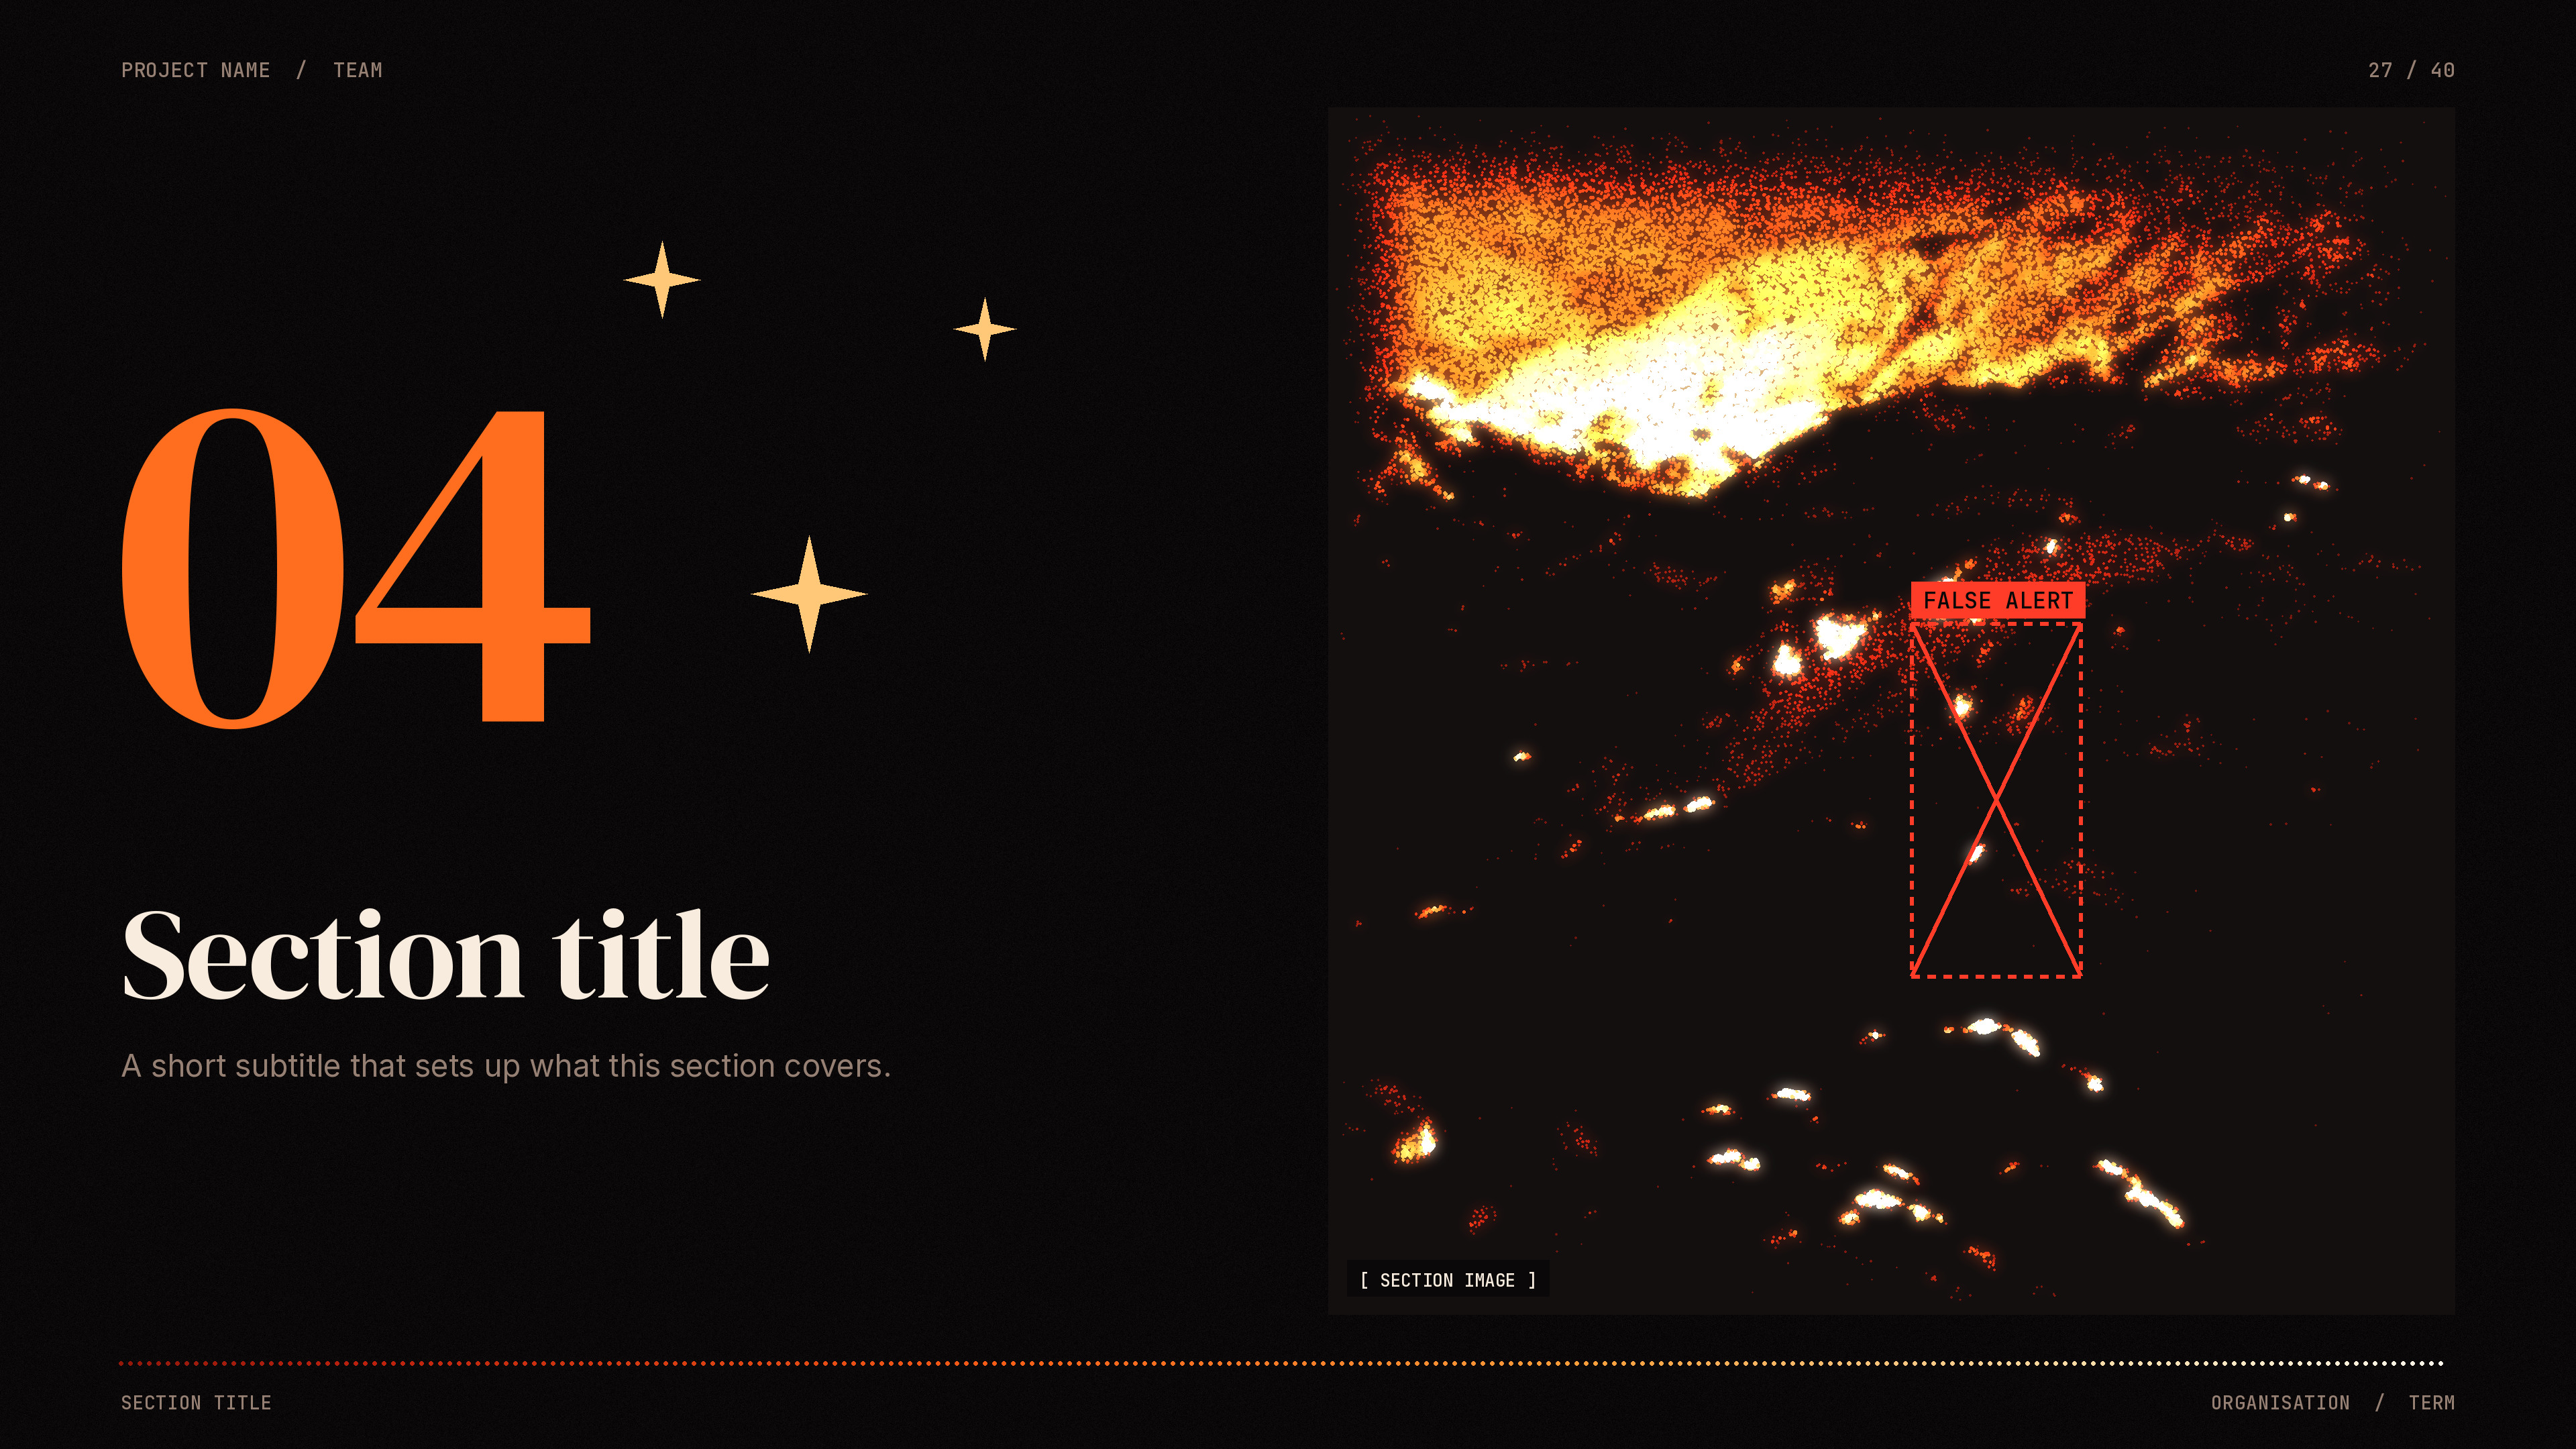 PROJECT NAME / TEAM
27 / 40
04
Section title
A short subtitle that sets up what this section covers.
FALSE ALERT
[ SECTION IMAGE ]
SECTION TITLE
ORGANISATION / TERM